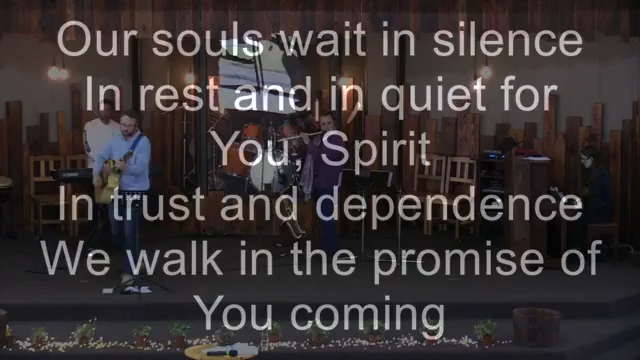 Our souls wait in silence
In rest and in quiet for
You, Spirit
In trust and dependence
We walk in the promise of
You coming